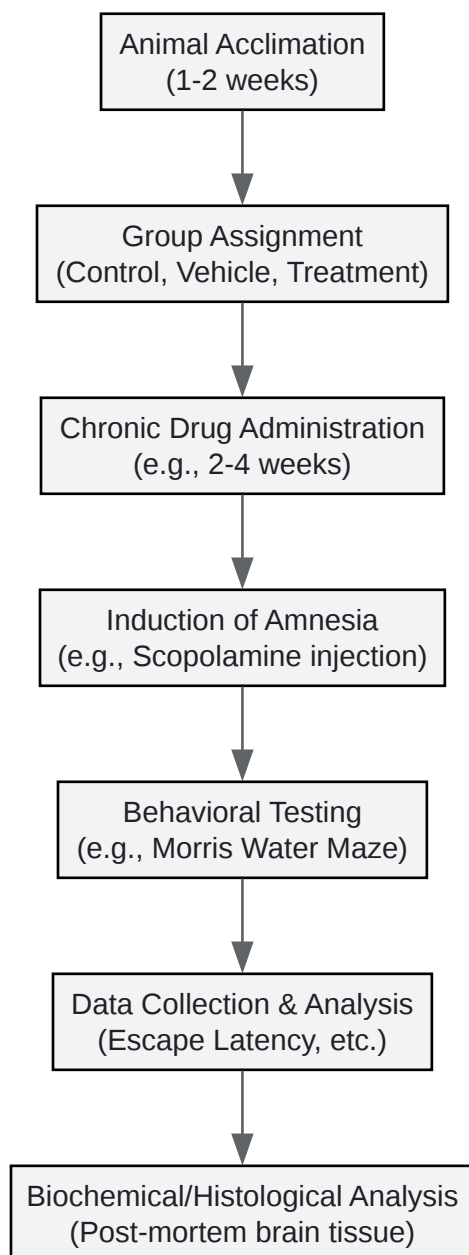 Animal Acclimation
(1-2 weeks)
Group Assignment
(Control, Vehicle, Treatment)
Chronic Drug Administration
(e.g., 2-4 weeks)
Induction of Amnesia
(e.g., Scopolamine injection)
Behavioral Testing
(e.g., Morris Water Maze)
Data Collection & Analysis
(Escape Latency, etc.)
Biochemical/Histological Analysis
(Post-mortem brain tissue)